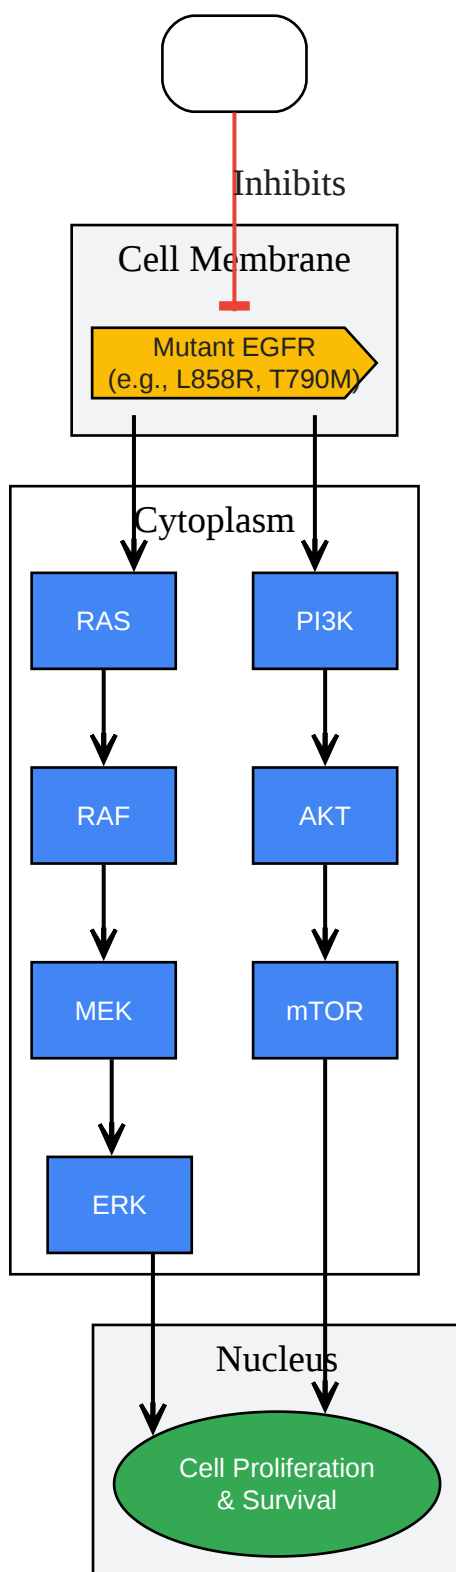 Inhibits
Cell Membrane
Mutant EGFR
(e.g., L858R, T790M)
Cytoplasm
RAS
PI3K
RAF
AKT
MEK
mTOR
ERK
Nucleus
Cell Proliferation
& Survival